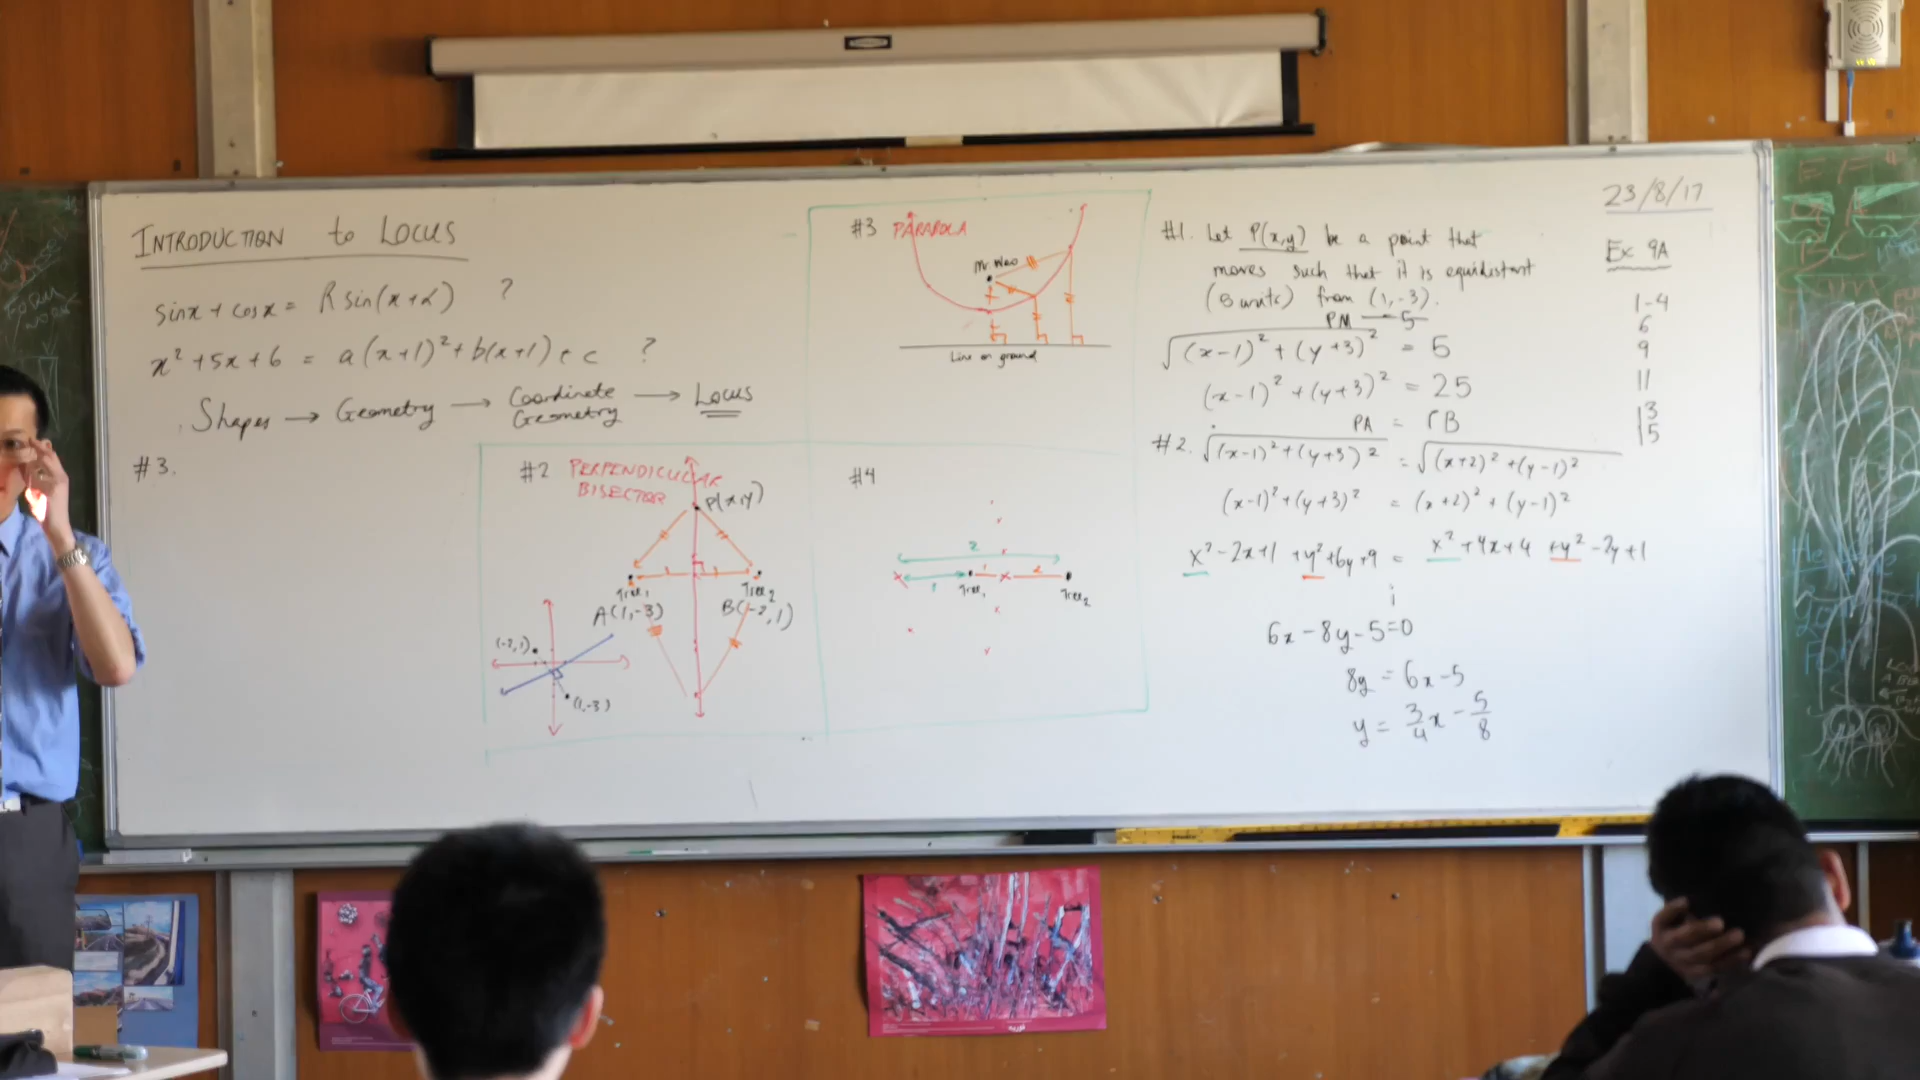 INTRODUCTION to LOCUS
sinx + cosx = R sin(x+α) ?
x² + 5x + 6 = a(x+1)² + b(x+1) + c ?
Shapes → Geometry → Coordinate Geometry → Locus
#3.
#2 PERPENDICULAR
BISECTOR
P(x,y)
Tree₁
Tree₂
A(1,-3)
B(-2,1)
(-2,1)
(1,-3)
#3 PARABOLA
Mr. Woo
Line on ground
#4
2
1
1
2
Tree₁
Tree₂
#1. Let P(x,y) be a point that
moves such that it is equidistant
(5 units) from (1,-3).
PM = 5
√(x-1)² + (y+3)² = 5
(x-1)² + (y+3)² = 25
PA = PB
#2. √(x-1)² + (y+3)² = √(x+2)² + (y-1)²
(x-1)² + (y+3)² = (x+2)² + (y-1)²
x² - 2x + 1 + y² + 6y + 9 = x² + 4x + 4 + y² - 2y + 1
6x - 8y - 5 = 0
8y = 6x - 5
y = 3/4 x - 5/8
23/8/17
Ex 9A
1-4
6
9
11
13
15